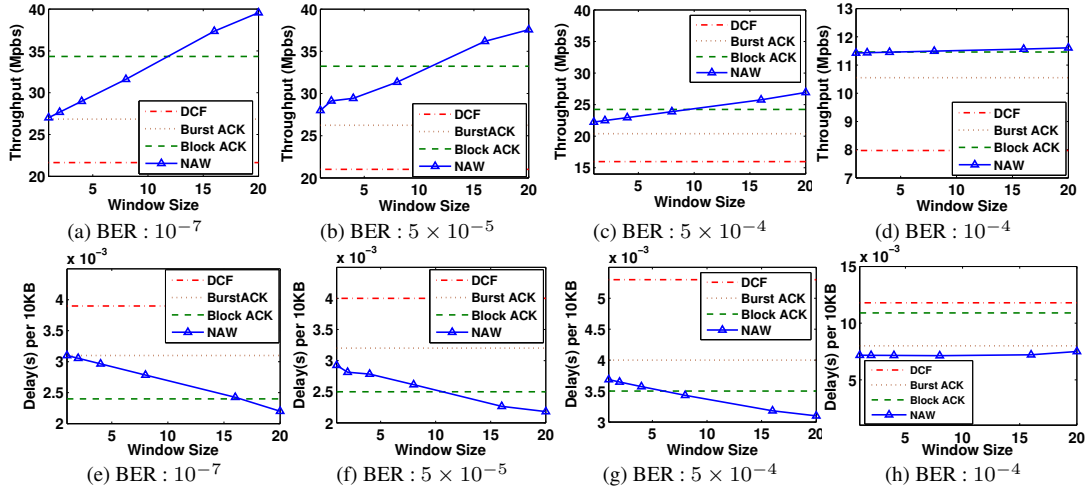 Throughput (Mpbs)
40
35
30
25
20
5 10 15 20
Window Size
DCF
Burst ACK
Block ACK
NAW
(a) BER : 10⁻⁷
Throughput (Mpbs)
40
35
30
25
20
5 10 15 20
Window Size
DCF
BurstACK
Block ACK
NAW
(b) BER : 5 × 10⁻⁵
Throughput (Mpbs)
40
35
30
25
20
15
5 10 15 20
Window Size
DCF
Burst ACK
Block ACK
NAW
(c) BER : 5 × 10⁻⁴
Throughput (Mpbs)
13
12
11
10
9
8
7
5 10 15 20
Window Size
DCF
Burst ACK
Block ACK
NAW
(d) BER : 10⁻⁴
x 10⁻³
Delay(s) per 10KB
4
3.5
3
2.5
2
5 10 15 20
Window Size
DCF
BurstACK
Block ACK
NAW
(e) BER : 10⁻⁷
x 10⁻³
Delay(s) per 10KB
4.5
4
3.5
3
2.5
2
5 10 15 20
Window Size
DCF
Burst ACK
Block ACK
NAW
(f) BER : 5 × 10⁻⁵
x 10⁻³
Delay(s) per 10KB
5.5
5
4.5
4
3.5
3
5 10 15 20
Window Size
DCF
Burst ACK
Block ACK
NAW
(g) BER : 5 × 10⁻⁴
x 10⁻³
Delay(s) per 10KB
15
10
5
5 10 15 20
Window Size
DCF
Burst ACK
Block ACK
NAW
(h) BER : 10⁻⁴